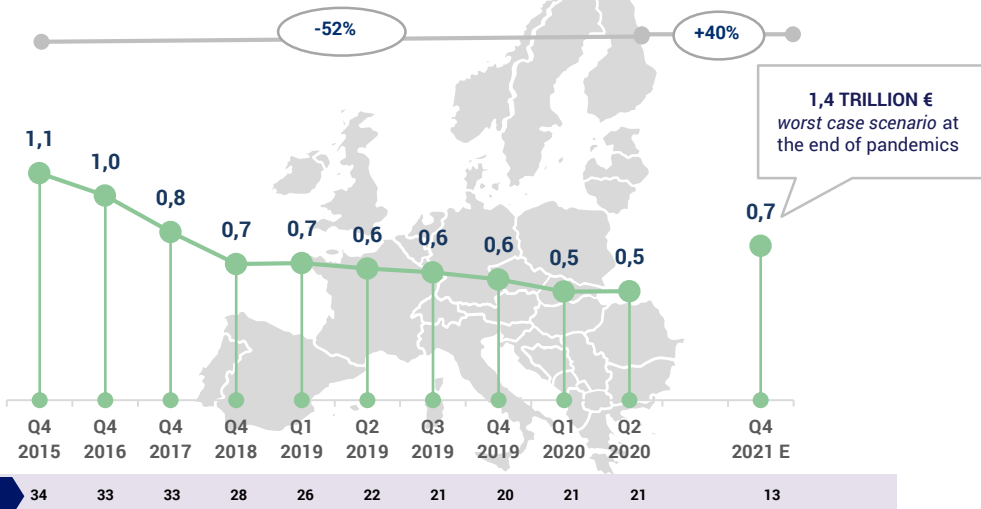 -52%
+40%
1,4 TRILLION €
worst case scenario at
the end of pandemics
1,1
1,0
0,8
0,7
0,7
0,6
0,6
0,6
0,5
0,5
0,7
Q4 Q4 Q4 Q4 Q1 Q2 Q3 Q4 Q1 Q2 Q4
2015 2016 2017 2018 2019 2019 2019 2019 2020 2020 2021 E
34 33 33 28 26 22 21 20 21 21 13